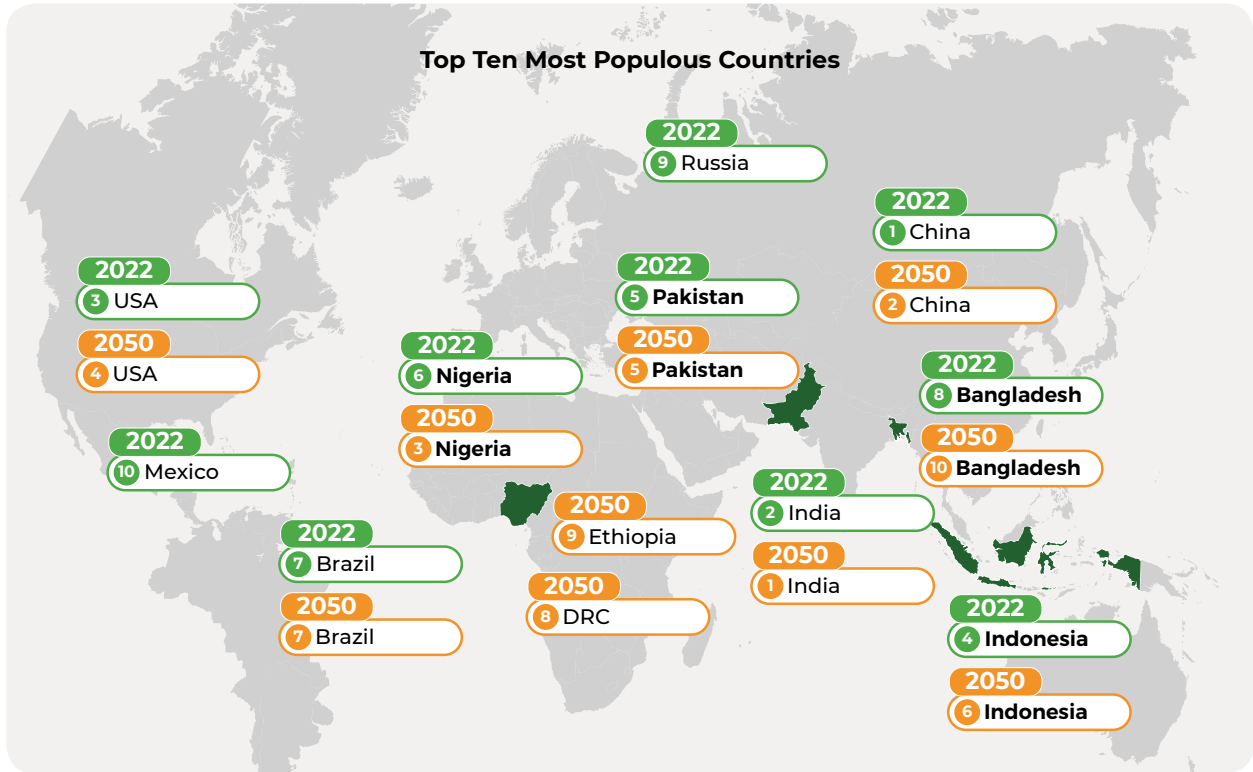 Top Ten Most Populous Countries
2022
9 Russia
2022
1 China
2050
2 China
2022
3 USA
2050
4 USA
2022
5 Pakistan
2050
5 Pakistan
2022
6 Nigeria
2050
3 Nigeria
2022
8 Bangladesh
2050
10 Bangladesh
2022
10 Mexico
2022
2 India
2050
1 India
2050
9 Ethiopia
2022
7 Brazil
2050
7 Brazil
2050
8 DRC
2022
4 Indonesia
2050
6 Indonesia